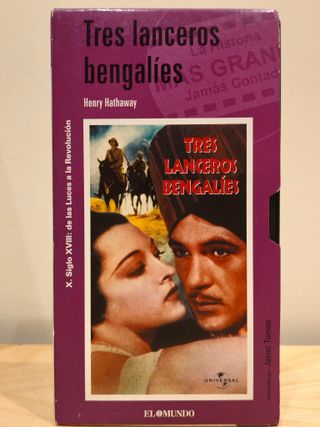 Tres lanceros
bengalíes
Henry Hathaway
La Historia
MÁS GRAN
Jamás Contad
X. Siglo XVIII: de las Luces a la Revolución
TRES
LANCEROS
BENGALÍES
UNIVERSAL
Javier Tomeo
EL MUNDO